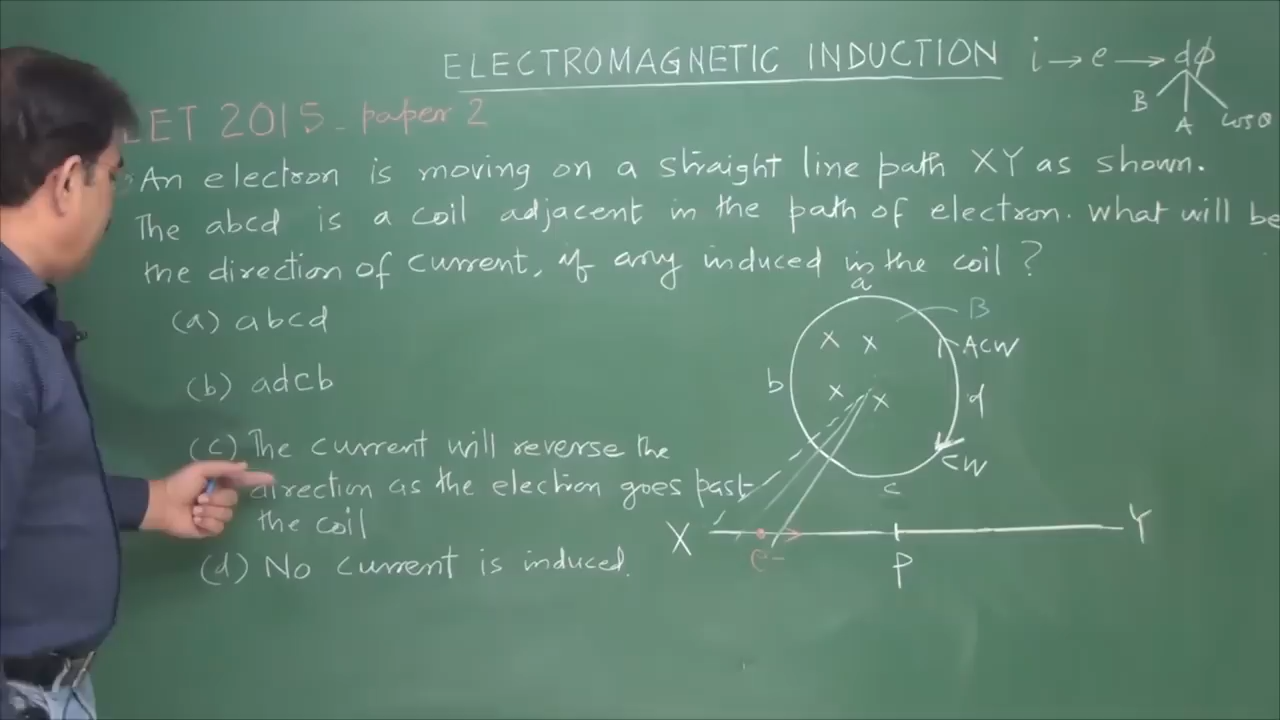 ELECTROMAGNETIC INDUCTION i→e→dϕ
B A Cosθ
ET 2015 - paper 2
An electron is moving on a straight line path XY as shown.
The abcd is a coil adjacent in the path of electron. What will be
the direction of current, if any induced in the coil?
(a) abcd
(b) adcb
(c) The current will reverse the
direction as the electron goes past
the coil
(d) No current is induced.
a
B
x x
ACW
b
x x
d
CW
c
X
Y
e-
P